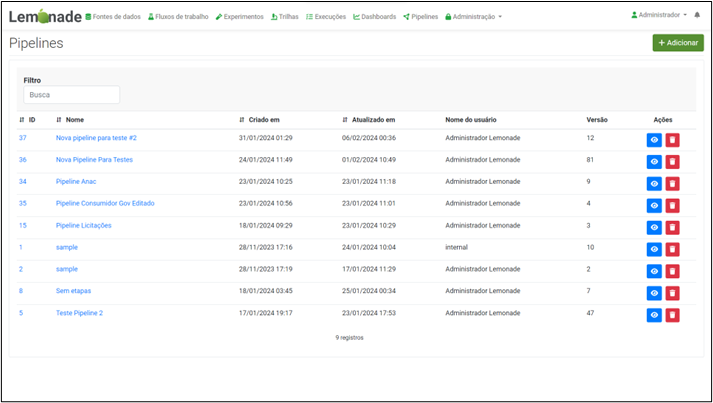 Lemonade Fontes de dados Fluxos de trabalho Experimentos Trilhas Execuções Dashboards Pipelines Administração Administrador
Pipelines
+ Adicionar
Filtro
Busca
ID Nome Criado em Atualizado em Nome do usuário Versão Ações
37 Nova pipeline para teste #2 31/01/2024 01:29 06/02/2024 00:36 Administrador Lemonade 12
36 Nova Pipeline Para Testes 24/01/2024 11:49 01/02/2024 10:49 Administrador Lemonade 81
34 Pipeline Anac 23/01/2024 10:25 23/01/2024 11:18 Administrador Lemonade 9
35 Pipeline Consumidor Gov Editado 23/01/2024 10:56 23/01/2024 11:01 Administrador Lemonade 4
15 Pipeline Licitações 18/01/2024 09:29 23/01/2024 10:29 Administrador Lemonade 3
1 sample 28/11/2023 17:16 24/01/2024 10:04 internal 10
2 sample 28/11/2023 17:19 17/01/2024 11:29 Administrador Lemonade 2
8 Sem etapas 18/01/2024 03:45 25/01/2024 00:34 Administrador Lemonade 7
5 Teste Pipeline 2 17/01/2024 19:17 23/01/2024 17:53 Administrador Lemonade 47
9 registros